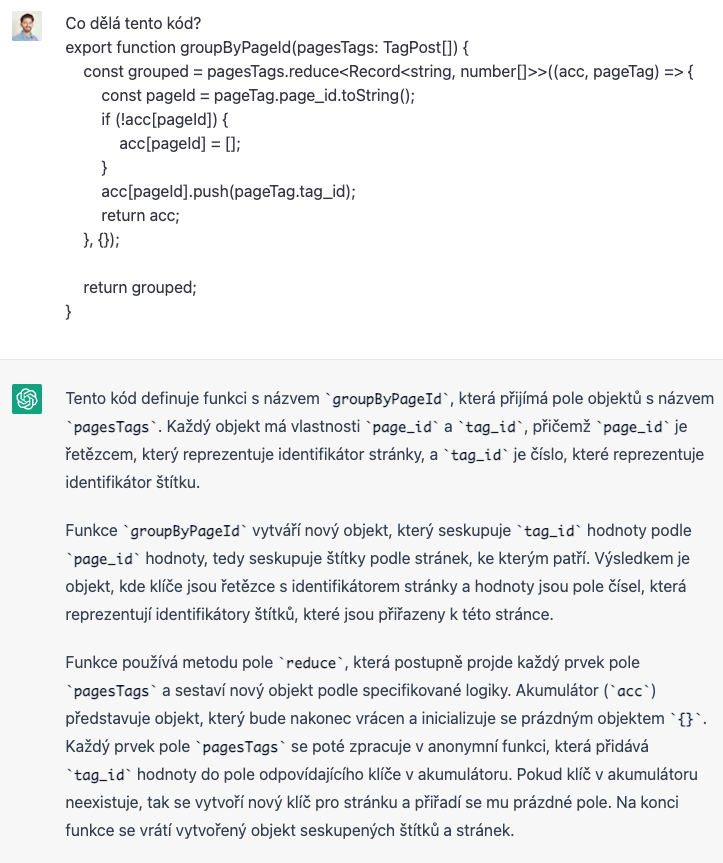 Co dělá tento kód?
export function groupByPageId(pagesTags: TagPost[]) {
const grouped = pagesTags.reduce<Record<string, number[]>>((acc, pageTag) => {
const pageId = pageTag.page_id.toString();
if (!acc[pageId]) {
acc[pageId] = [];
}
acc[pageId].push(pageTag.tag_id);
return acc;
}, {});
return grouped;
}
Tento kód definuje funkci s názvem `groupByPageId`, která přijímá pole objektů s názvem
`pagesTags`. Každý objekt má vlastnosti `page_id` a `tag_id`, přičemž `page_id` je
řetězcem, který reprezentuje identifikátor stránky, a `tag_id` je číslo, které reprezentuje
identifikátor štítku.
Funkce `groupByPageId` vytváří nový objekt, který seskupuje `tag_id` hodnoty podle
`page_id` hodnoty, tedy seskupuje štítky podle stránek, ke kterým patří. Výsledkem je
objekt, kde klíče jsou řetězce s identifikátorem stránky a hodnoty jsou pole čísel, která
reprezentují identifikátory štítků, které jsou přiřazeny k této stránce.
Funkce používá metodu pole `reduce`, která postupně projde každý prvek pole
`pagesTags` a sestaví nový objekt podle specifikované logiky. Akumulátor (`acc`)
představuje objekt, který bude nakonec vrácen a inicializuje se prázdným objektem `{}`.
Každý prvek pole `pagesTags` se poté zpracuje v anonymní funkci, která přidává
`tag_id` hodnoty do pole odpovídajícího klíče v akumulátoru. Pokud klíč v akumulátoru
neexistuje, tak se vytvoří nový klíč pro stránku a přiřadí se mu prázdné pole. Na konci
funkce se vrátí vytvořený objekt seskupených štítků a stránek.